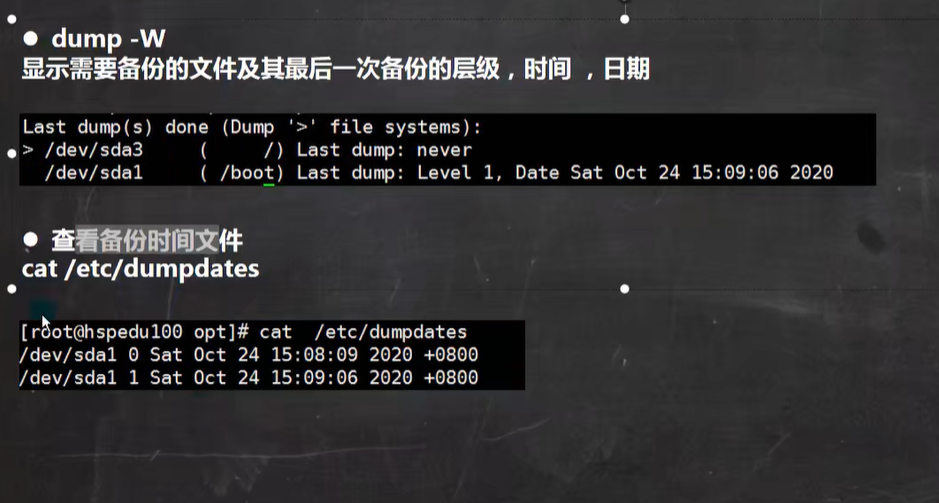 ● dump -W
显示需要备份的文件及其最后一次备份的层级，时间 ，日期
Last dump(s) done (Dump '>' file systems):
> /dev/sda3     (     /) Last dump: never
  /dev/sda1     ( /boot) Last dump: Level 1, Date Sat Oct 24 15:09:06 2020
● 查看备份时间文件
cat /etc/dumpdates
[root@hspedu100 opt]# cat  /etc/dumpdates
/dev/sda1 0 Sat Oct 24 15:08:09 2020 +0800
/dev/sda1 1 Sat Oct 24 15:09:06 2020 +0800